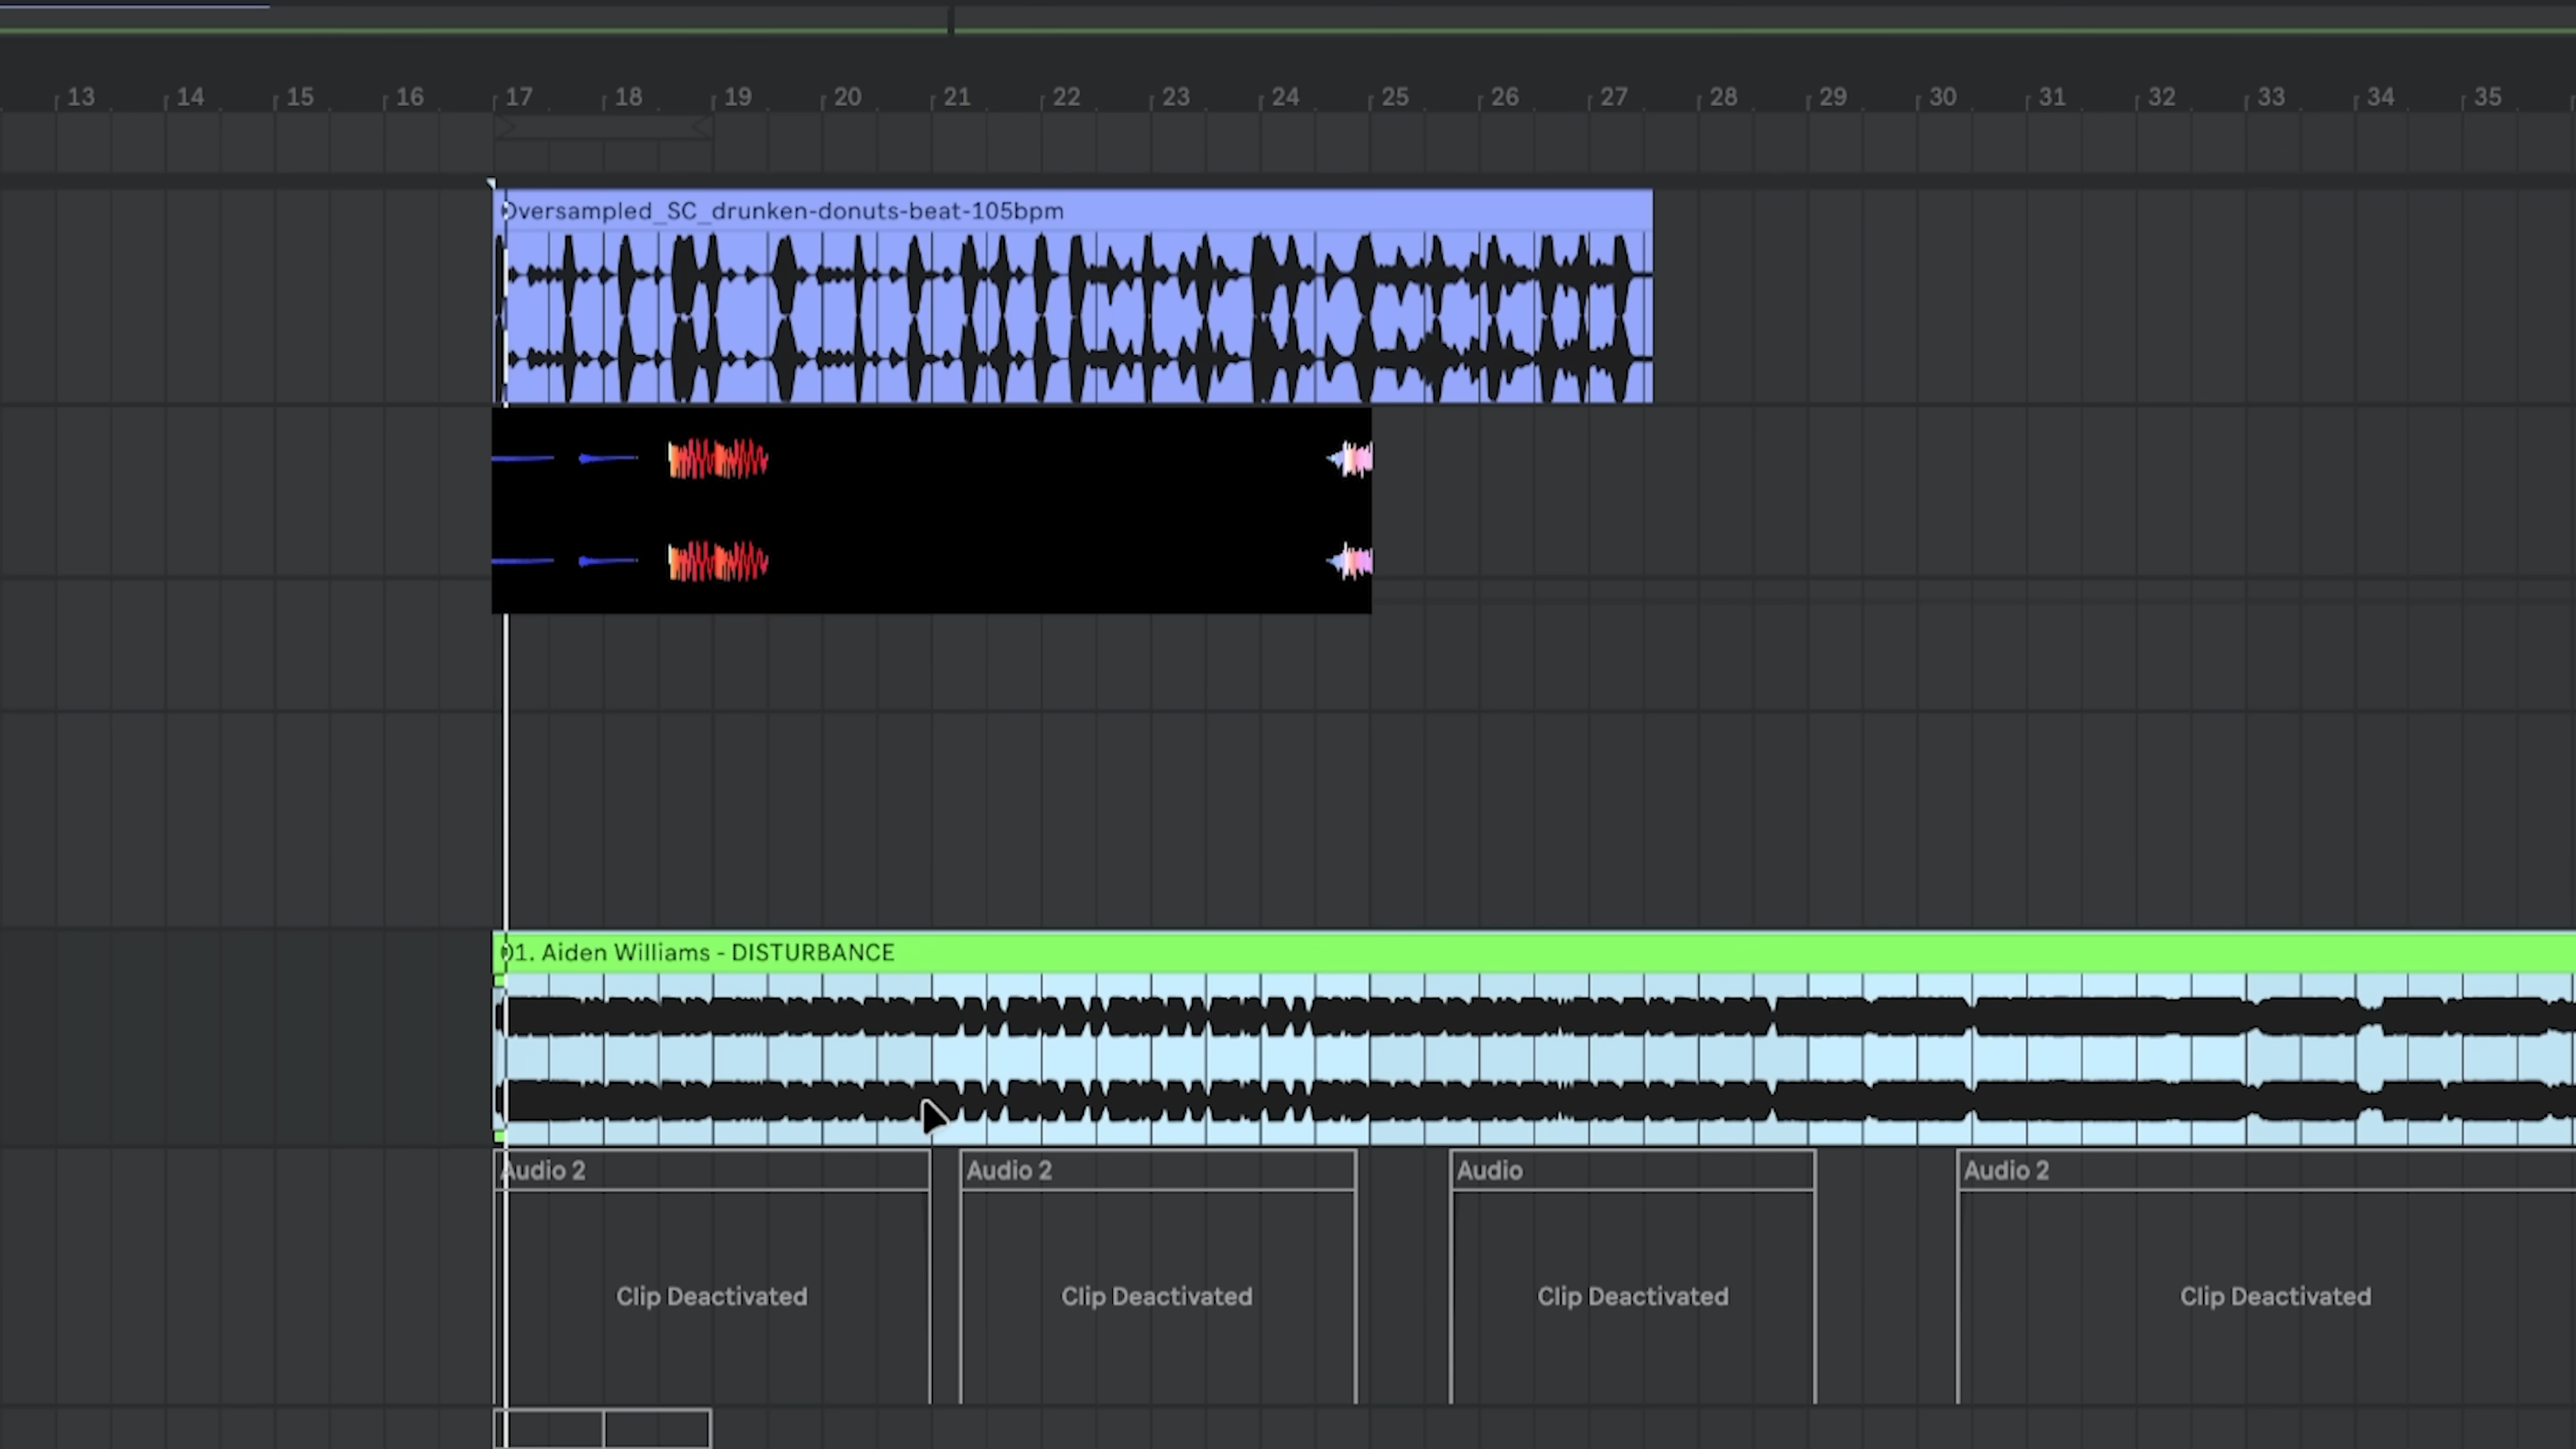 13 14 15 16 17 18 19 20 21 22 23 24 25 26 27 28 29 30 31 32 33 34 35
Oversampled_SC_drunken-donuts-beat-105bpm
01. Aiden Williams - DISTURBANCE
Audio 2 Audio 2 Audio Audio 2
Clip Deactivated Clip Deactivated Clip Deactivated Clip Deactivated